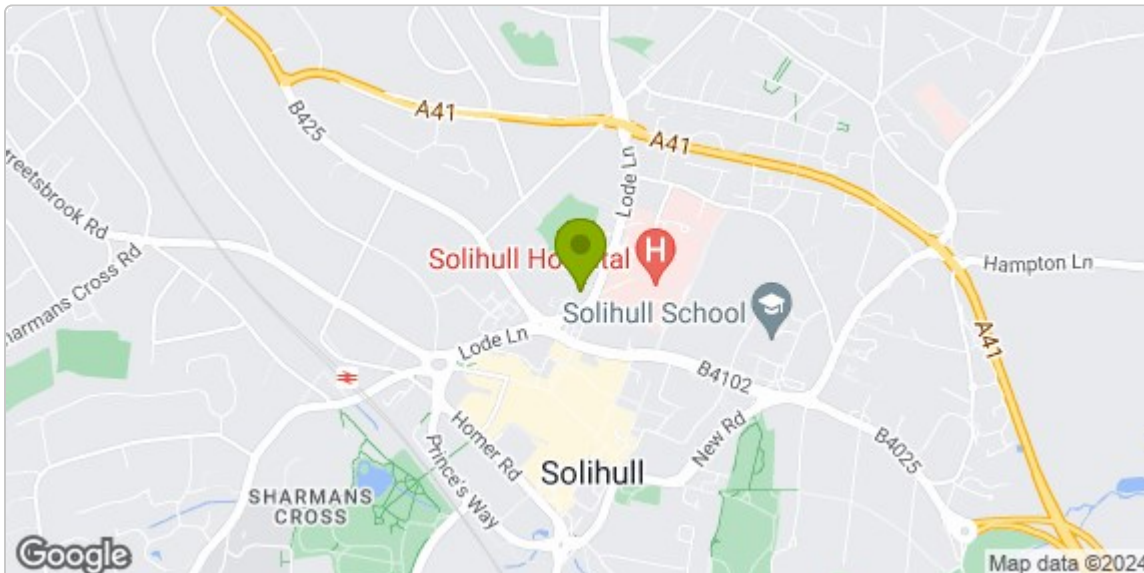 A41
B425
A41
Lode Ln
Streetsbrook Rd
Sharmans Cross Rd
Solihull Hospital
H
Hampton Ln
Solihull School
A41
Lode Ln
B4102
New Rd
B4025
Homer Rd
Prince's Way
Solihull
SHARMANS
CROSS
Google
Map data ©2024